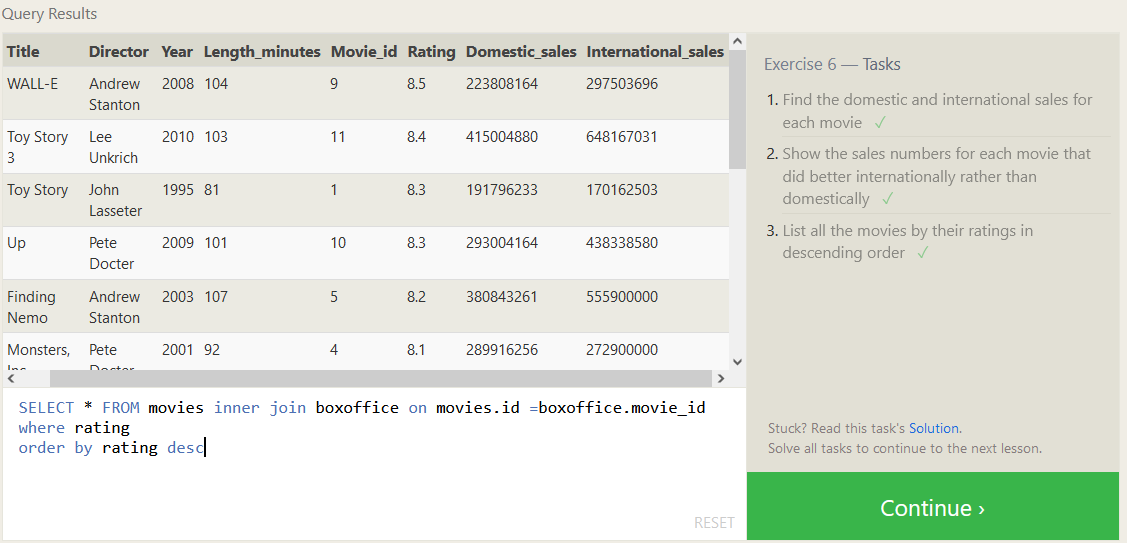 Query Results
Title Director Year Length_minutes Movie_id Rating Domestic_sales International_sales
WALL-E Andrew Stanton 2008 104 9 8.5 223808164 297503696
Toy Story 3 Lee Unkrich 2010 103 11 8.4 415004880 648167031
Toy Story John Lasseter 1995 81 1 8.3 191796233 170162503
Up Pete Docter 2009 101 10 8.3 293004164 438338580
Finding Nemo Andrew Stanton 2003 107 5 8.2 380843261 555900000
Monsters, Inc. Pete Docter 2001 92 4 8.1 289916256 272900000
SELECT * FROM movies inner join boxoffice on movies.id =boxoffice.movie_id
where rating
order by rating desc
RESET
Exercise 6 — Tasks
1. Find the domestic and international sales for
each movie ✓
2. Show the sales numbers for each movie that
did better internationally rather than
domestically ✓
3. List all the movies by their ratings in
descending order ✓
Stuck? Read this task's Solution.
Solve all tasks to continue to the next lesson.
Continue ›